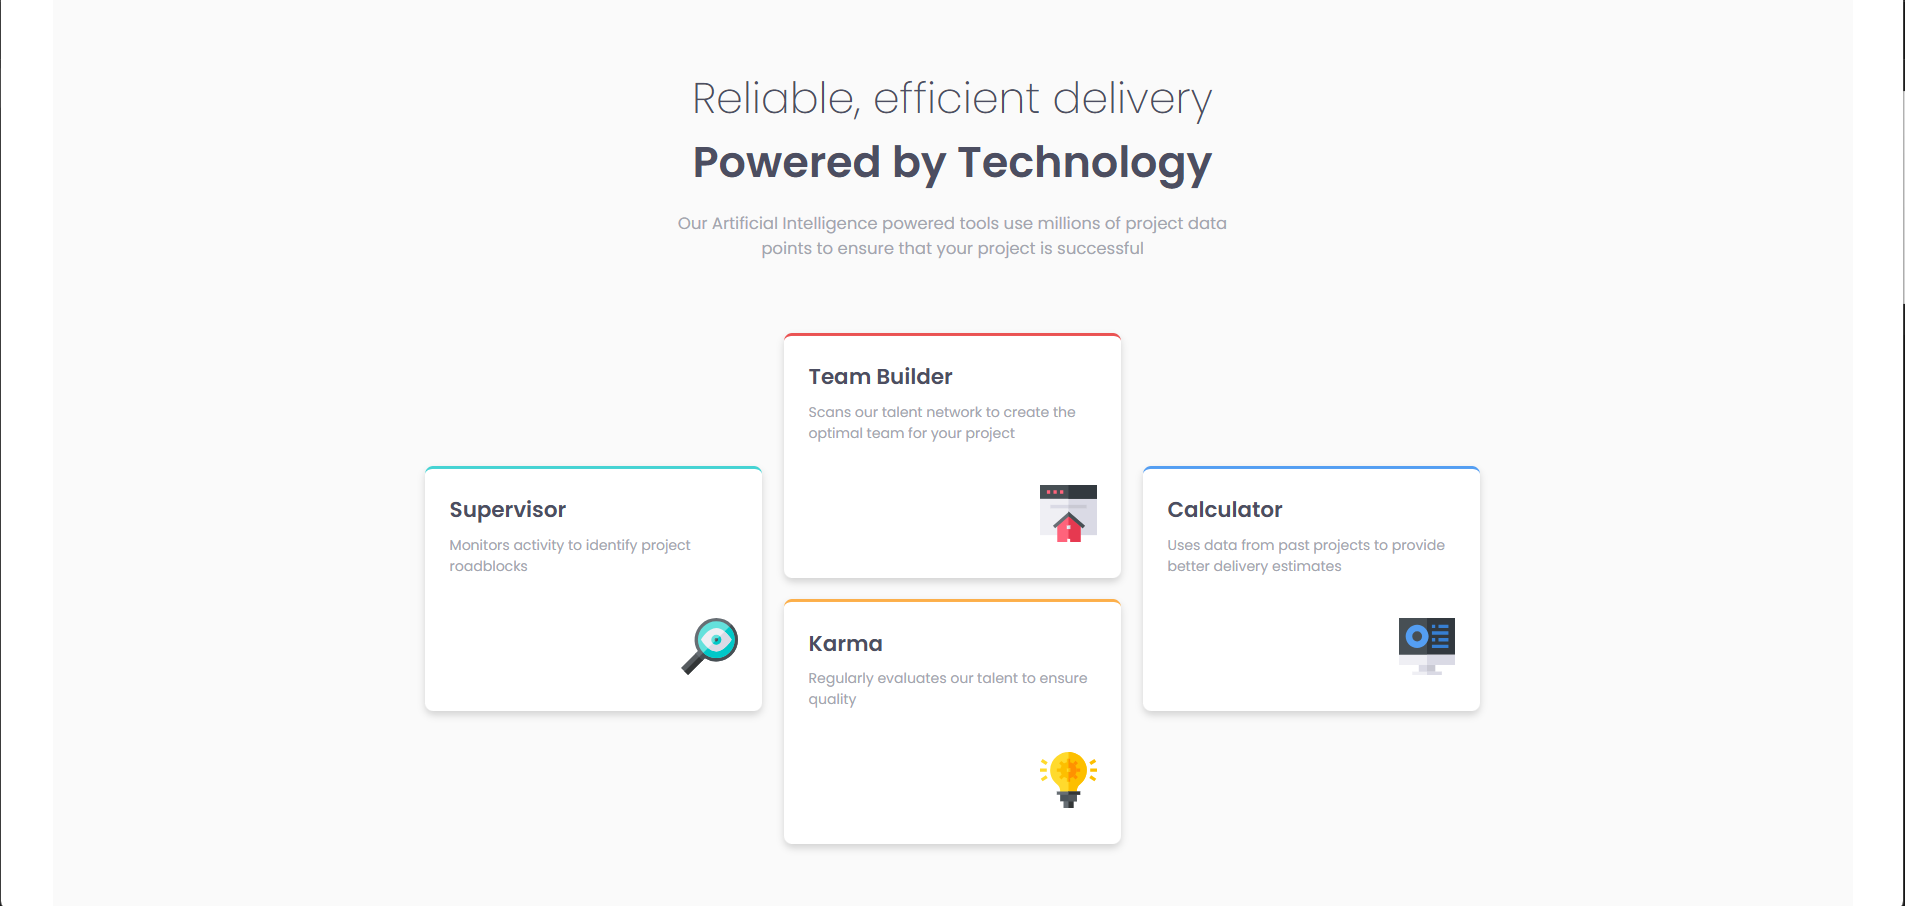 Reliable, efficient delivery
Powered by Technology
Our Artificial Intelligence powered tools use millions of project data
points to ensure that your project is successful
Team Builder
Scans our talent network to create the
optimal team for your project
Supervisor
Monitors activity to identify project
roadblocks
Calculator
Uses data from past projects to provide
better delivery estimates
Karma
Regularly evaluates our talent to ensure
quality